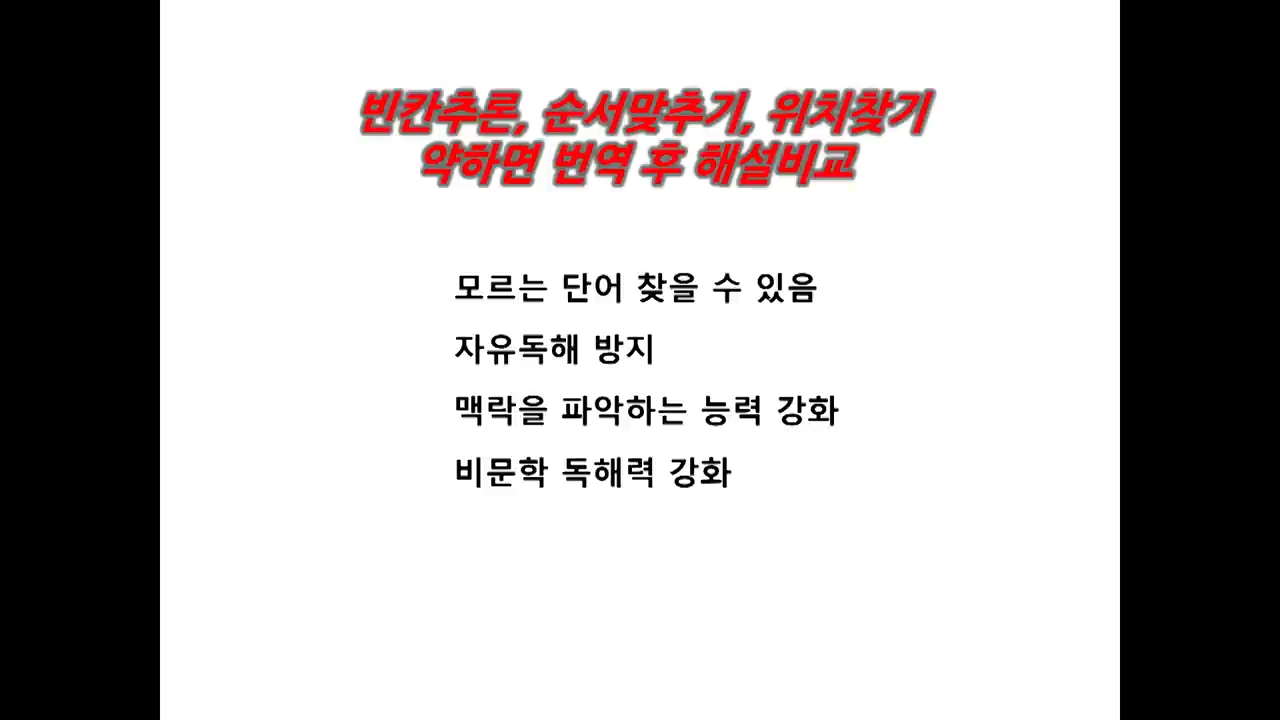 빈칸추론, 순서맞추기, 위치찾기
약하면 번역 후 해설비교
모르는 단어 찾을 수 있음
자유독해 방지
맥락을 파악하는 능력 강화
비문학 독해력 강화